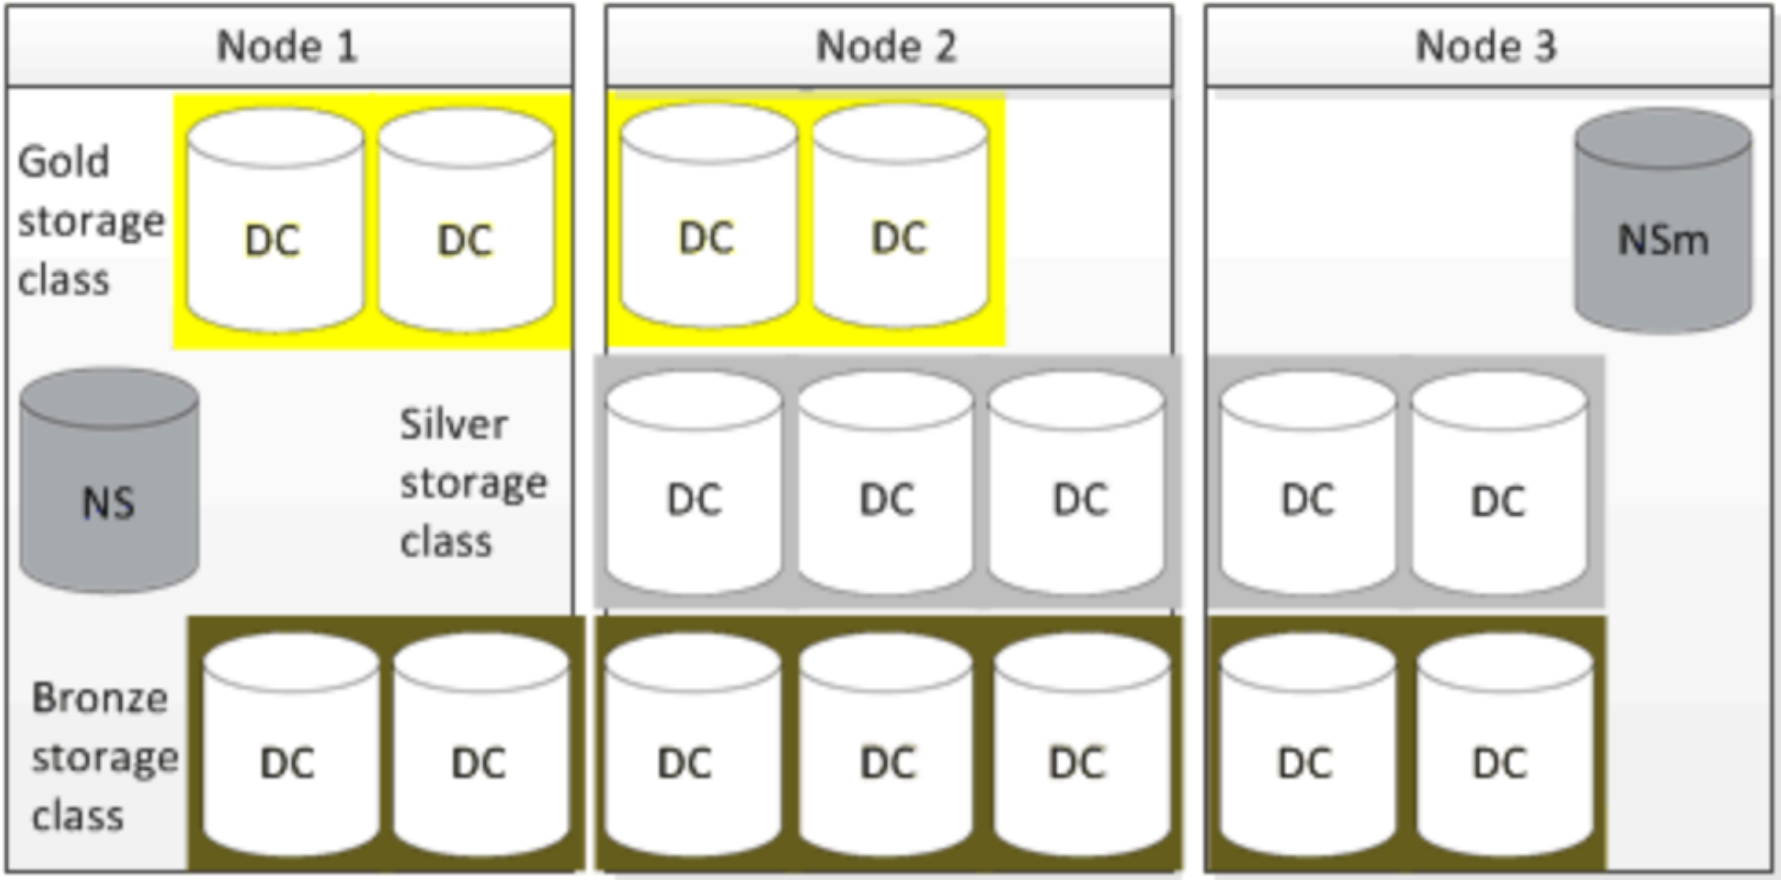 Node 1
Node 2
Node 3
Gold
storage
class
DC
DC
DC
DC
NSm
NS
Silver
storage
class
DC
DC
DC
DC
DC
Bronze
storage
class
DC
DC
DC
DC
DC
DC
DC